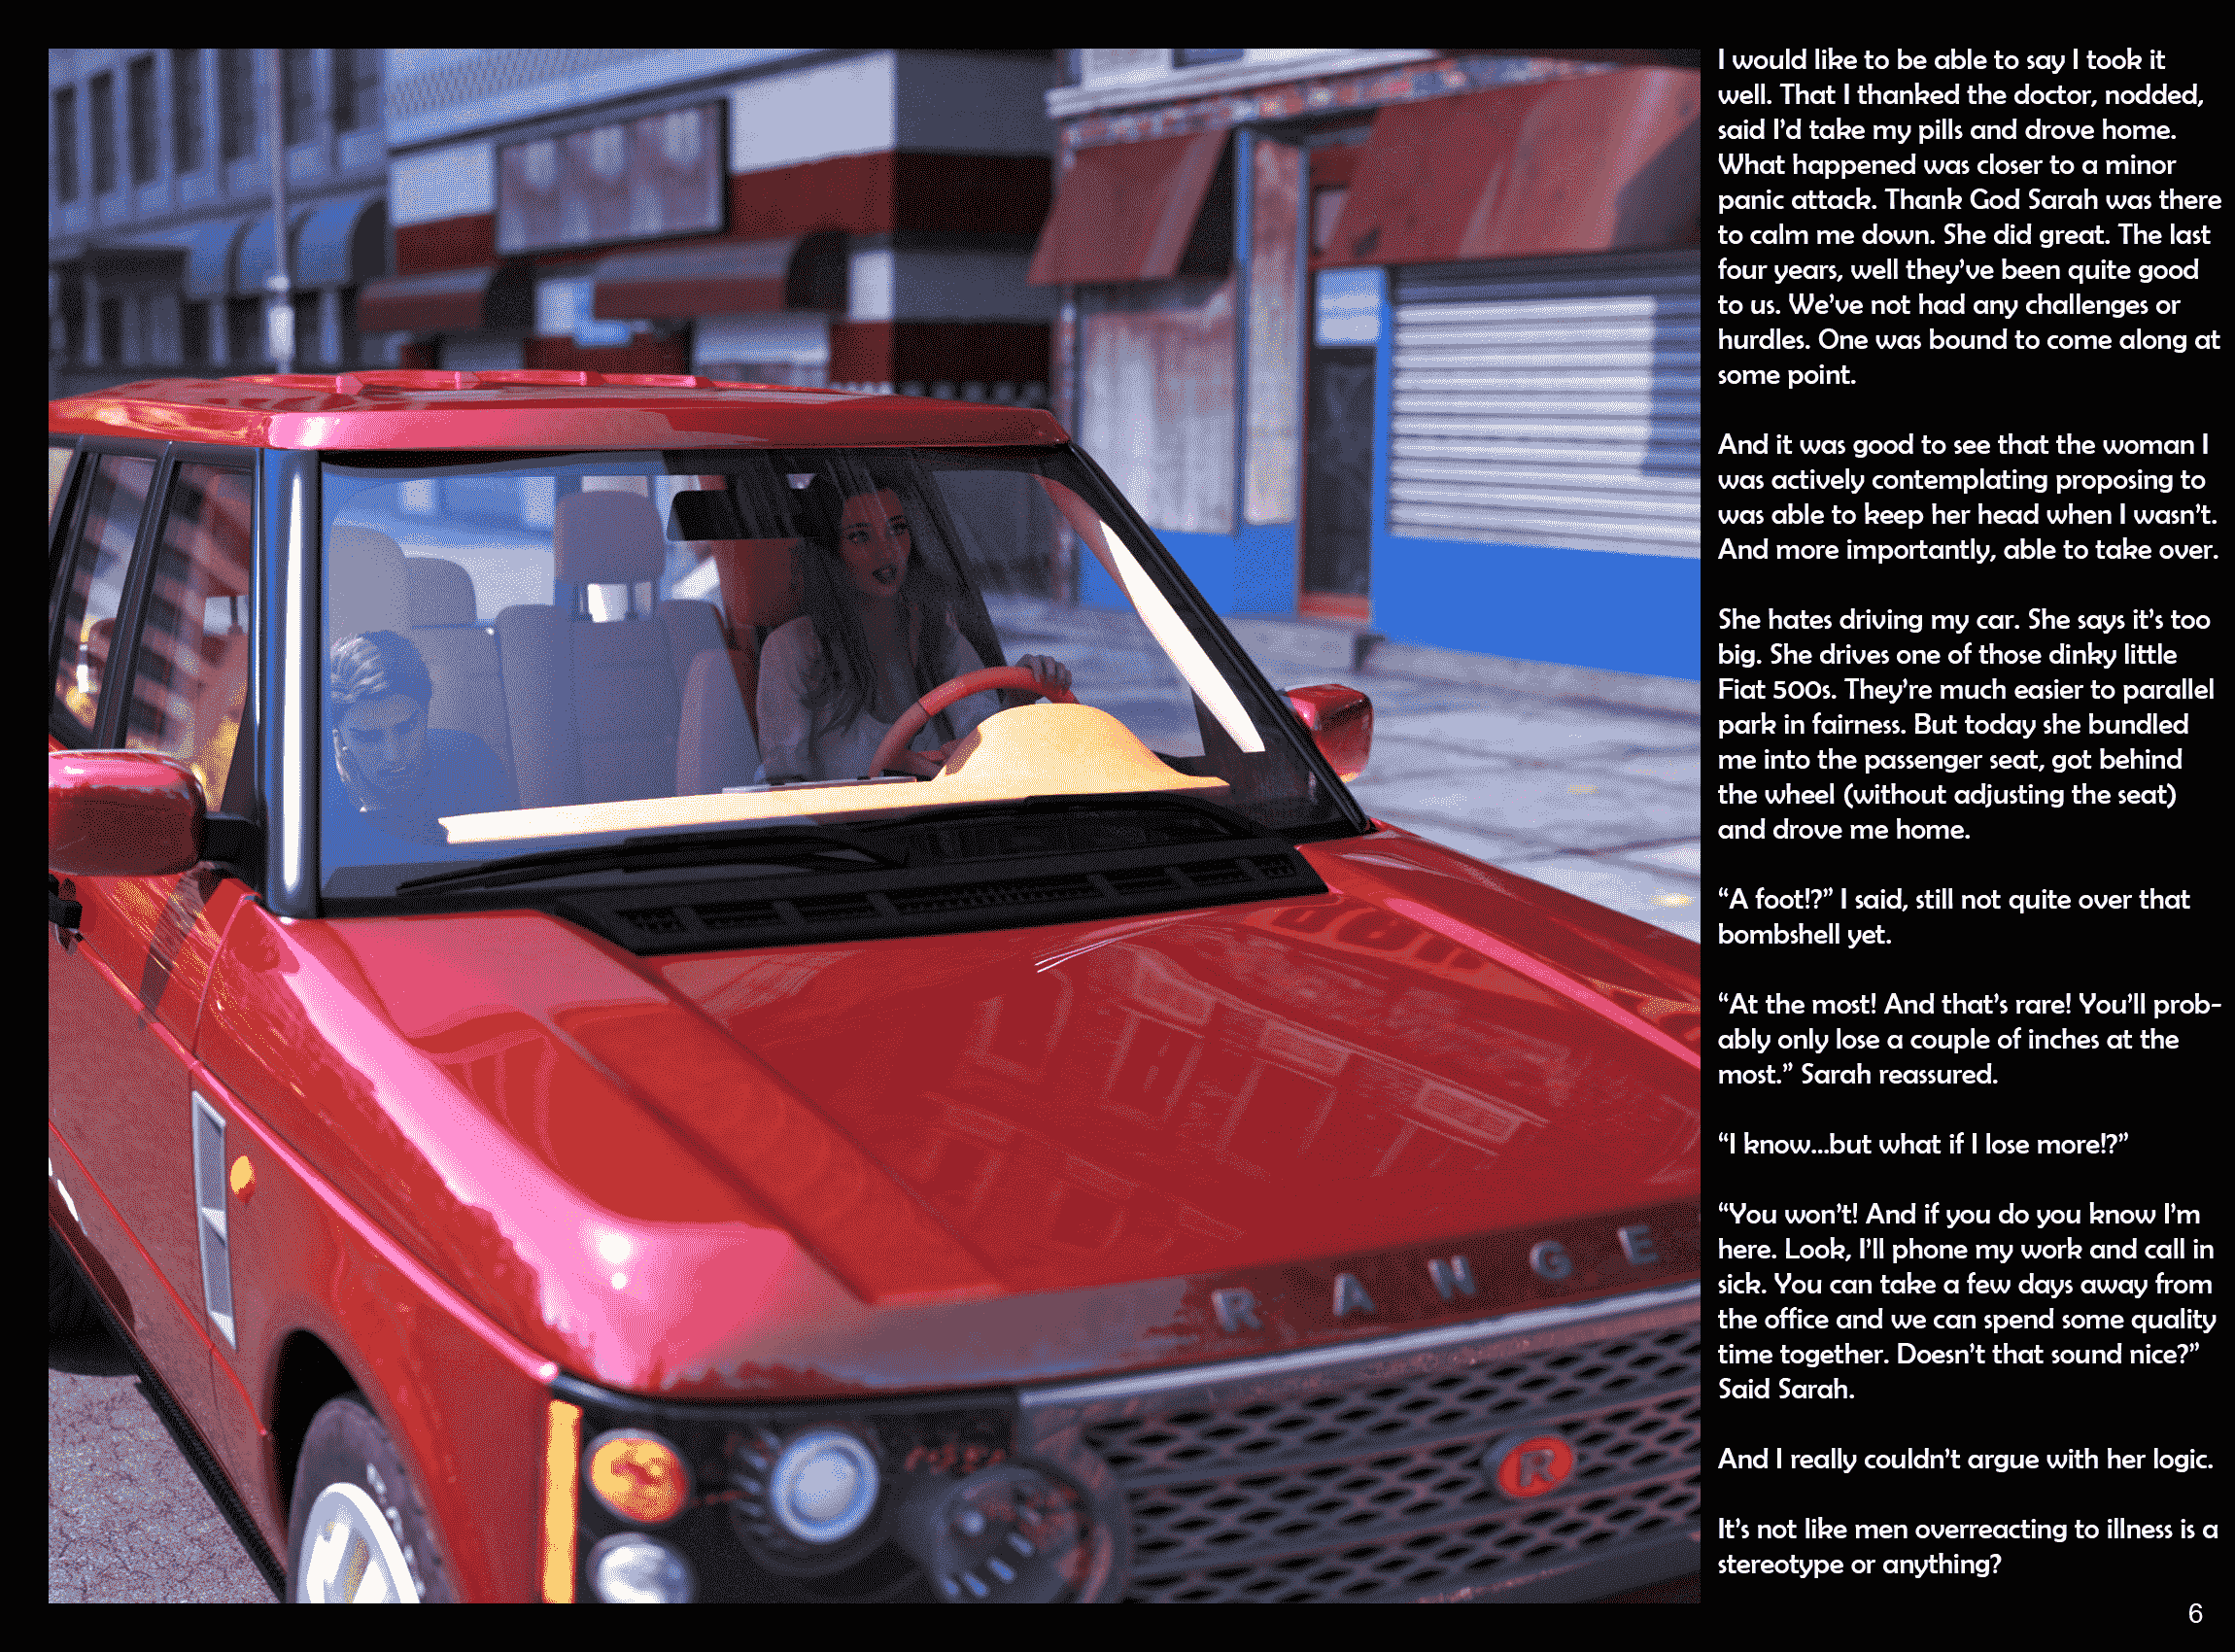 I would like to be able to say I took it
well. That I thanked the doctor, nodded,
said I'd take my pills and drove home.
What happened was closer to a minor
panic attack. Thank God Sarah was there
to calm me down. She did great. The last
four years, well they've been quite good
to us. We've not had any challenges or
hurdles. One was bound to come along at
some point.
And it was good to see that the woman I
was actively contemplating proposing to
was able to keep her head when I wasn't.
And more importantly, able to take over.
She hates driving my car. She says it's too
big. She drives one of those dinky little
Fiat 500s. They're much easier to parallel
park in fairness. But today she bundled
me into the passenger seat, got behind
the wheel (without adjusting the seat)
and drove me home.
“A foot!?” I said, still not quite over that
bombshell yet.
“At the most! And that's rare! You'll prob-
ably only lose a couple of inches at the
most.” Sarah reassured.
“I know...but what if I lose more!?”
“You won't! And if you do you know I'm
here. Look, I'll phone my work and call in
sick. You can take a few days away from
the office and we can spend some quality
time together. Doesn't that sound nice?”
Said Sarah.
And I really couldn't argue with her logic.
It's not like men overreacting to illness is a
stereotype or anything?
RANGE
R
6